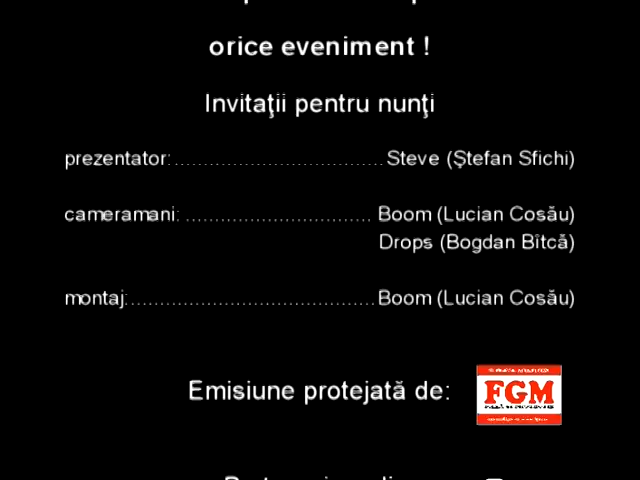 orice eveniment !
Invitaţii pentru nunţi
prezentator:...................................Steve (Ştefan Sfichi)
cameramani: ............................... Boom (Lucian Cosău)
Drops (Bogdan Bîtcă)
montaj:.........................................Boom (Lucian Cosău)
Emisiune protejată de:
FGM